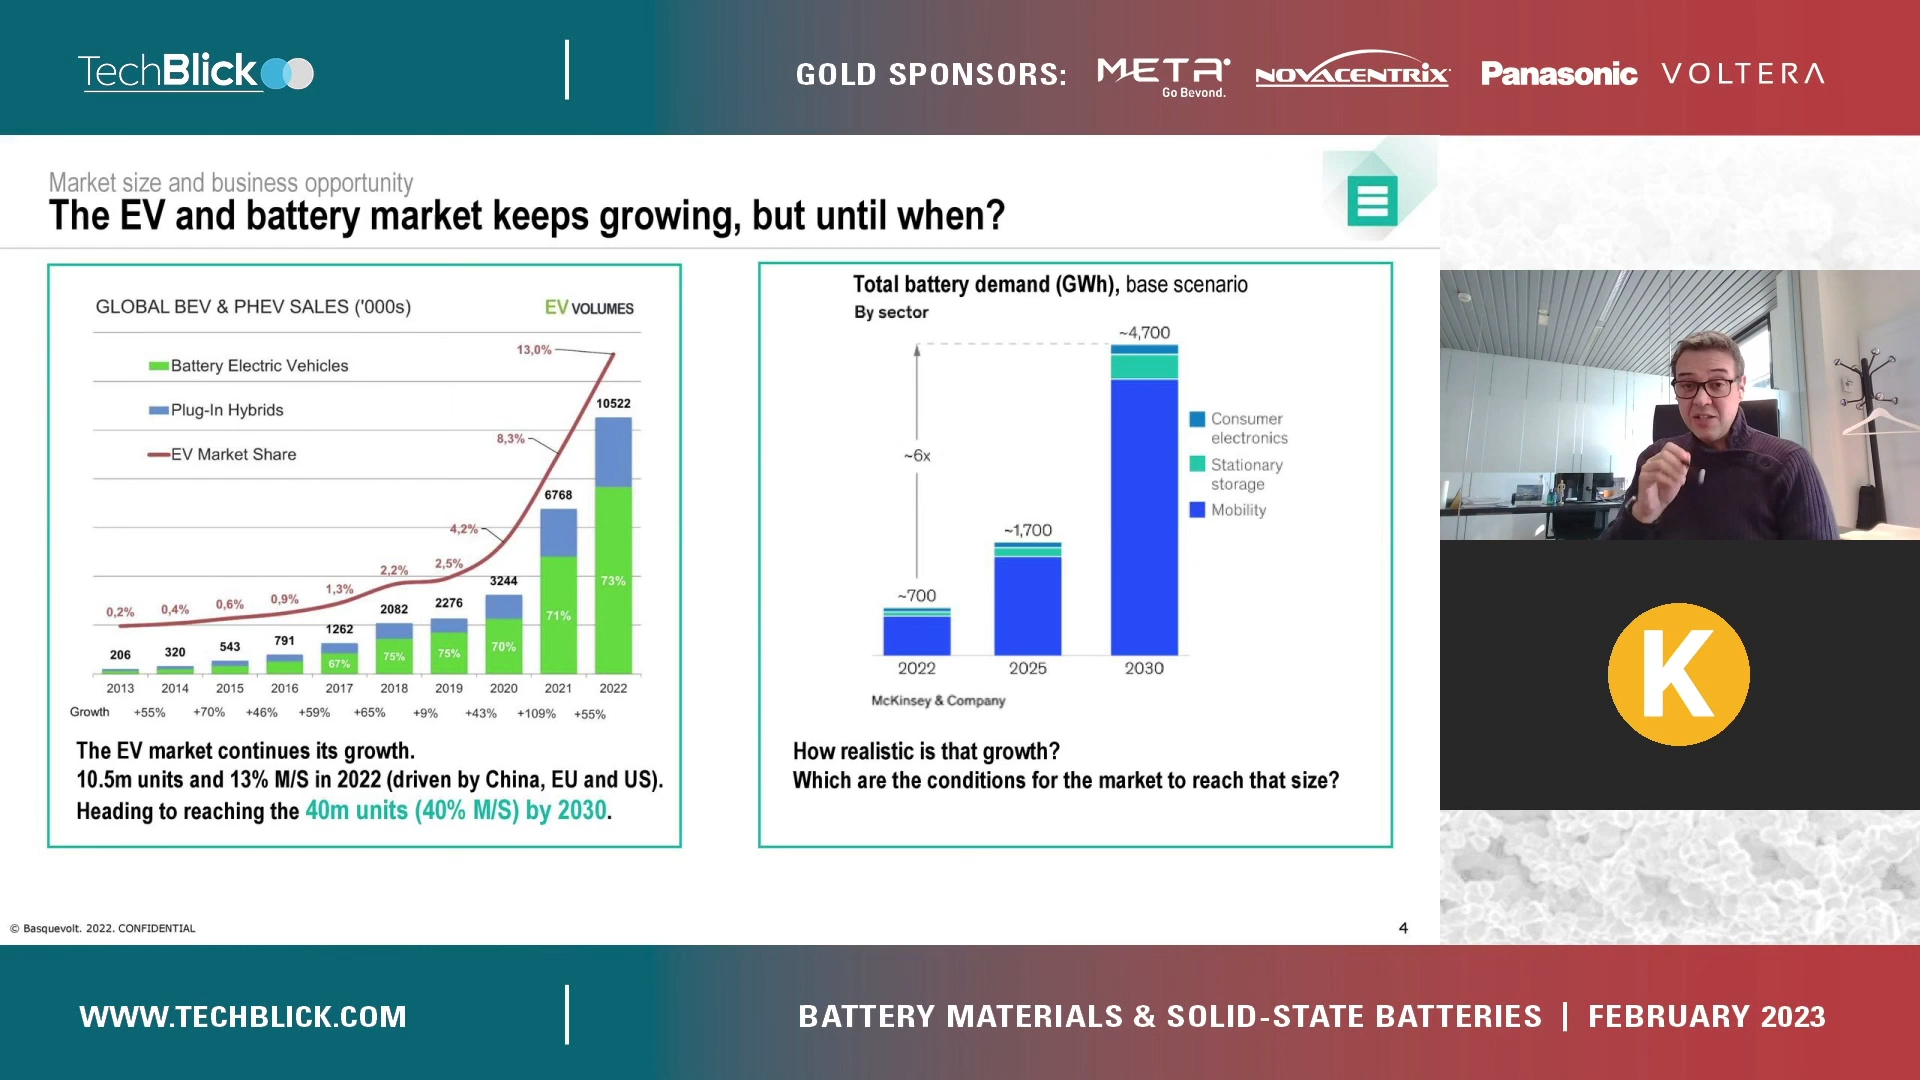 TechBlick
GOLD SPONSORS:
META
Go Beyond.
NOVACENTRIX
Panasonic
VOLTERA
Market size and business opportunity
The EV and battery market keeps growing, but until when?
GLOBAL BEV & PHEV SALES ('000s)
EV VOLUMES
Battery Electric Vehicles
Plug-In Hybrids
EV Market Share
0,2% 0,4% 0,6% 0,9% 1,3% 2,2% 2,5% 4,2% 8,3% 13,0%
206 320 543 791 1262 2082 2276 3244 6768 10522
67% 75% 75% 70% 71% 73%
2013 2014 2015 2016 2017 2018 2019 2020 2021 2022
Growth +55% +70% +46% +59% +65% +9% +43% +109% +55%
The EV market continues its growth.
10.5m units and 13% M/S in 2022 (driven by China, EU and US).
Heading to reaching the 40m units (40% M/S) by 2030.
Total battery demand (GWh), base scenario
By sector
~4,700
~6x
~1,700
~700
Consumer
electronics
Stationary
storage
Mobility
2022 2025 2030
McKinsey & Company
How realistic is that growth?
Which are the conditions for the market to reach that size?
© Basquevolt. 2022. CONFIDENTIAL
4
K
WWW.TECHBLICK.COM
BATTERY MATERIALS & SOLID-STATE BATTERIES | FEBRUARY 2023